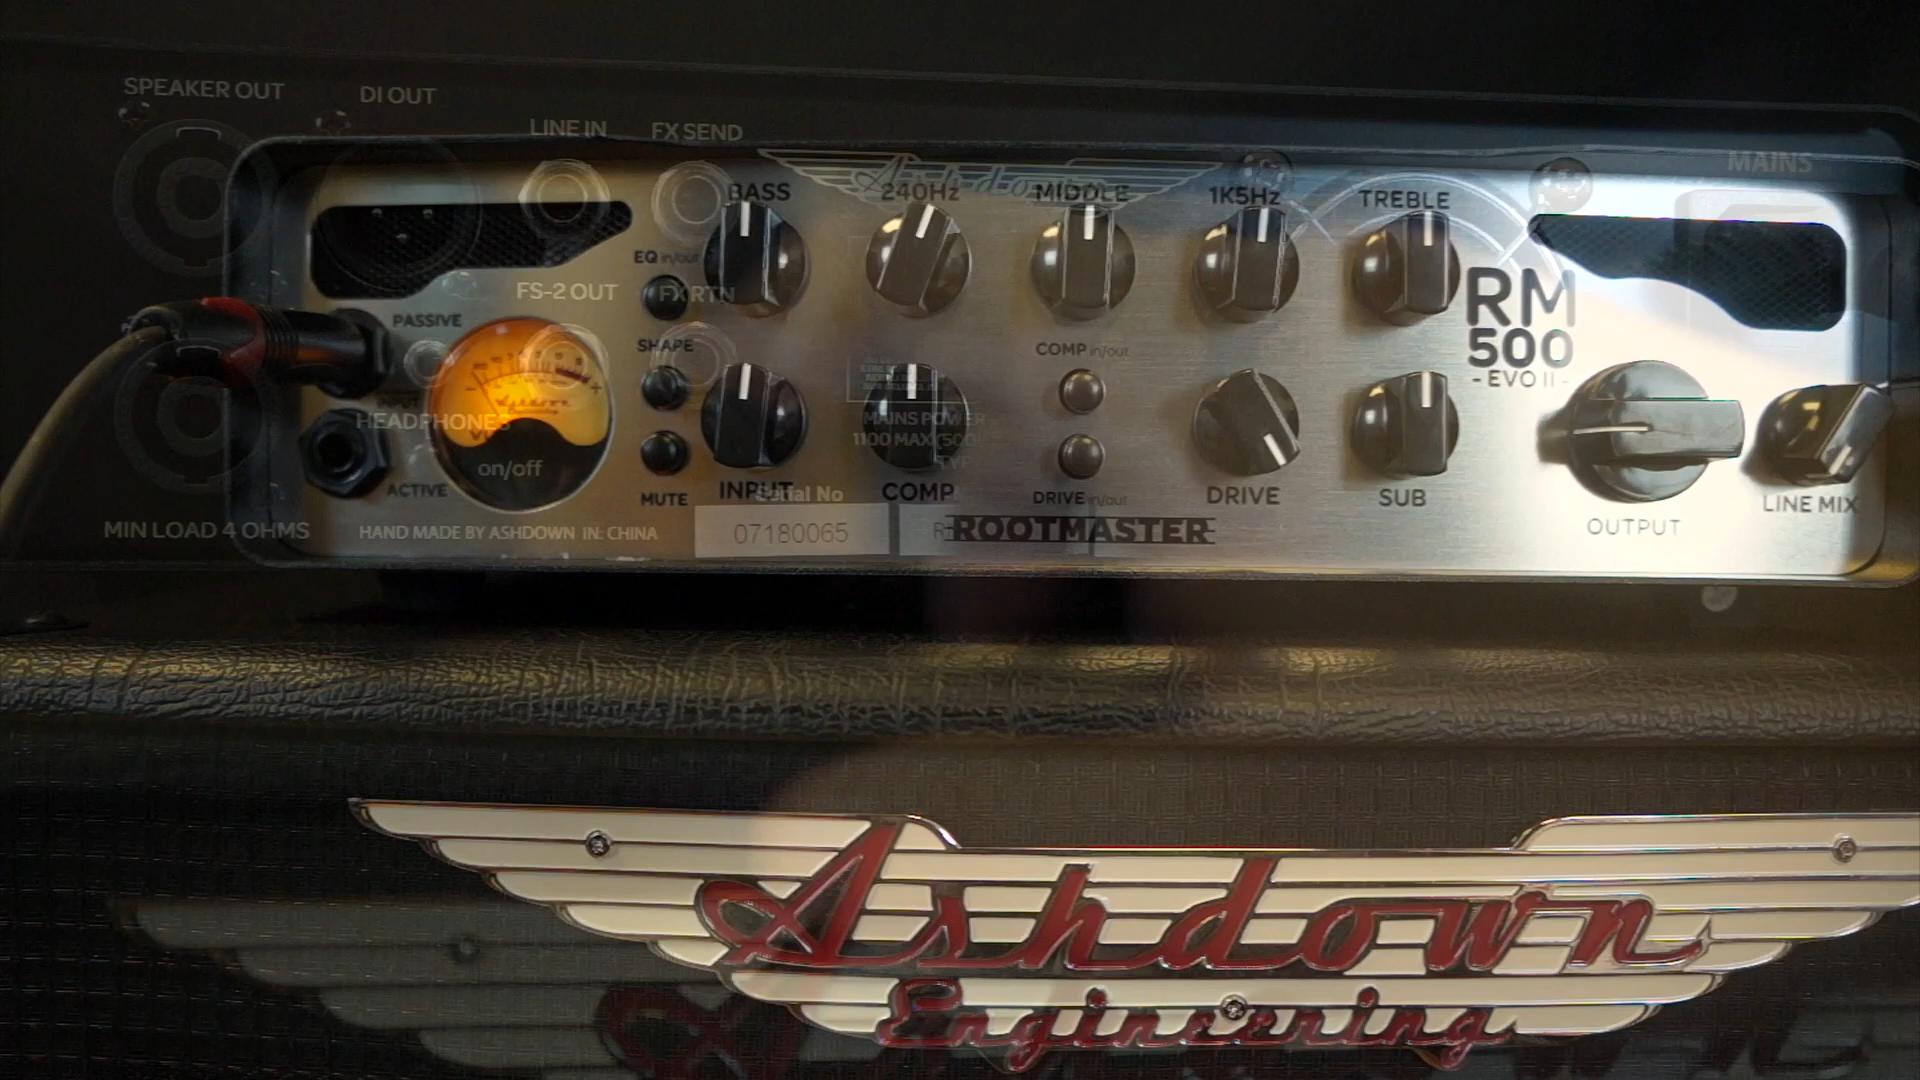 SPEAKER OUT
DI OUT
LINE IN
FX SEND
MAINS
Ashdown
BASS
240Hz
MIDDLE
1K5Hz
TREBLE
EQ in/out
FS-2 OUT
FX RTN
RM
500
- EVO II -
PASSIVE
SHAPE
COMP in/out
HEADPHONES
on/off
MAINS POWER
ACTIVE
MUTE
INPUT
COMP
DRIVE in/out
DRIVE
SUB
OUTPUT
LINE MIX
Serial No
MIN LOAD 4 OHMS
HAND MADE BY ASHDOWN IN: CHINA
07180065
ROOTMASTER
Ashdown
Engineering